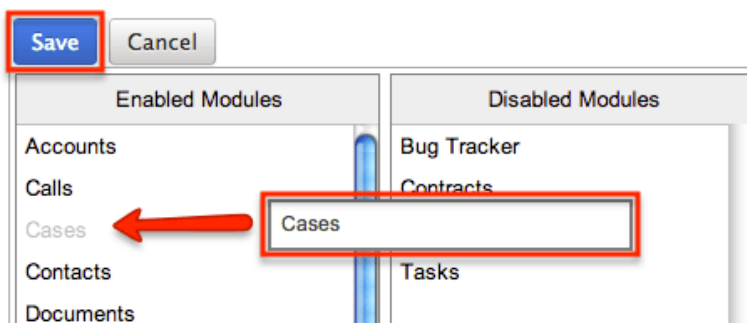 Save Cancel
Enabled Modules Disabled Modules
Accounts Bug Tracker
Calls Contracts
Cases Cases
Contacts Tasks
Documents